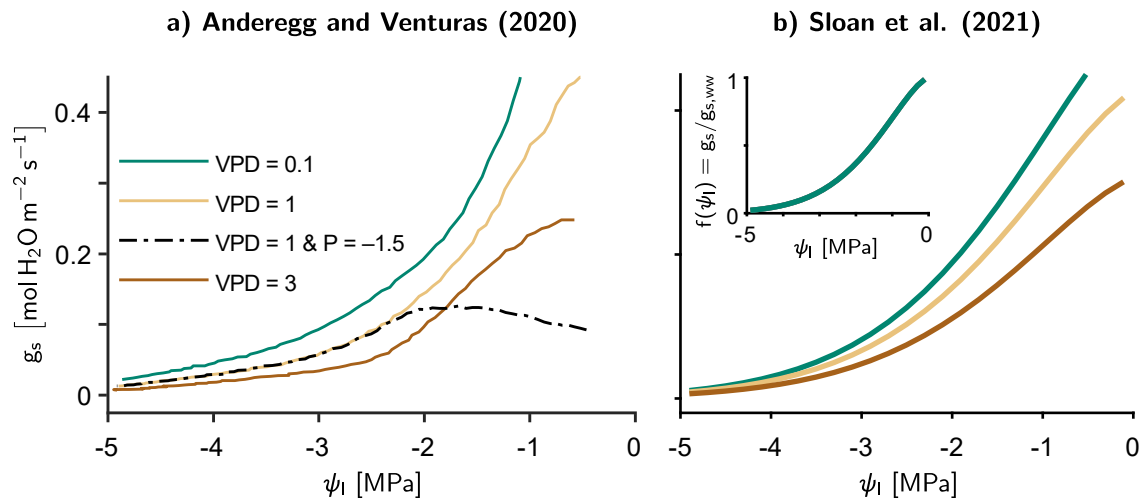 a) Anderegg and Venturas (2020)
b) Sloan et al. (2021)
g_s [mol H₂O m⁻² s⁻¹]
0.4
0.2
0
VPD = 0.1
VPD = 1
VPD = 1 & P = –1.5
VPD = 3
-5 -4 -3 -2 -1 0
ψ_l [MPa]
f(ψ_l) = g_s/g_s,ww
1
0
-5 0
ψ_l [MPa]
-4 -3 -2 -1 0
ψ_l [MPa]